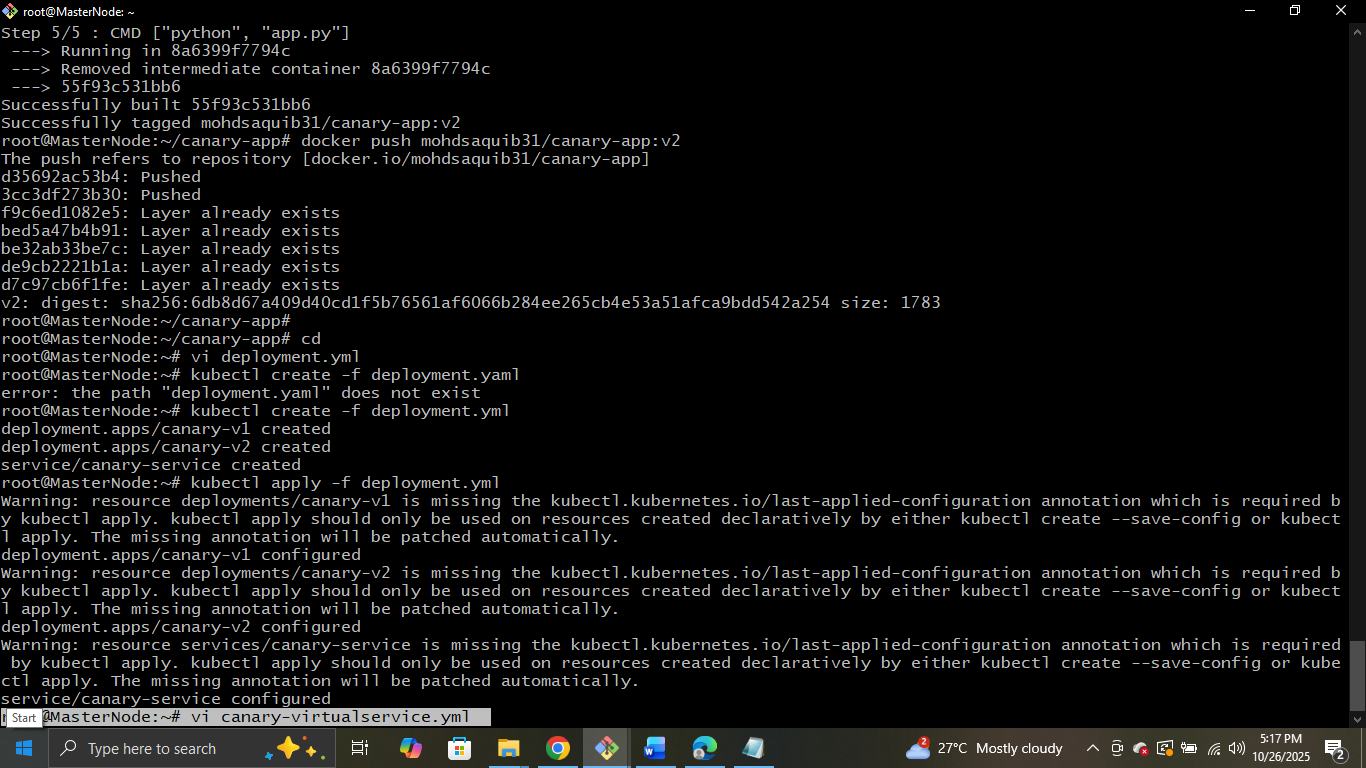 root@MasterNode: ~
Step 5/5 : CMD ["python", "app.py"]
 ---> Running in 8a6399f7794c
 ---> Removed intermediate container 8a6399f7794c
 ---> 55f93c531bb6
Successfully built 55f93c531bb6
Successfully tagged mohdsaquib31/canary-app:v2
root@MasterNode:~/canary-app# docker push mohdsaquib31/canary-app:v2
The push refers to repository [docker.io/mohdsaquib31/canary-app]
d35692ac53b4: Pushed
3cc3df273b30: Pushed
f9c6ed1082e5: Layer already exists
bed5a47b4b91: Layer already exists
be32ab33be7c: Layer already exists
de9cb2221b1a: Layer already exists
d7c97cb6f1fe: Layer already exists
v2: digest: sha256:6db8d67a409d40cd1f5b76561af6066b284ee265cb4e53a51afca9bdd542a254 size: 1783
root@MasterNode:~/canary-app#
root@MasterNode:~/canary-app# cd
root@MasterNode:~# vi deployment.yml
root@MasterNode:~# kubectl create -f deployment.yaml
error: the path "deployment.yaml" does not exist
root@MasterNode:~# kubectl create -f deployment.yml
deployment.apps/canary-v1 created
deployment.apps/canary-v2 created
service/canary-service created
root@MasterNode:~# kubectl apply -f deployment.yml
Warning: resource deployments/canary-v1 is missing the kubectl.kubernetes.io/last-applied-configuration annotation which is required b
y kubectl apply. kubectl apply should only be used on resources created declaratively by either kubectl create --save-config or kubect
l apply. The missing annotation will be patched automatically.
deployment.apps/canary-v1 configured
Warning: resource deployments/canary-v2 is missing the kubectl.kubernetes.io/last-applied-configuration annotation which is required b
y kubectl apply. kubectl apply should only be used on resources created declaratively by either kubectl create --save-config or kubect
l apply. The missing annotation will be patched automatically.
deployment.apps/canary-v2 configured
Warning: resource services/canary-service is missing the kubectl.kubernetes.io/last-applied-configuration annotation which is required
 by kubectl apply. kubectl apply should only be used on resources created declaratively by either kubectl create --save-config or kube
ctl apply. The missing annotation will be patched automatically.
service/canary-service configured
r Start @MasterNode:~# vi canary-virtualservice.yml
Type here to search
2
27°C Mostly cloudy
5:17 PM
10/26/2025
2